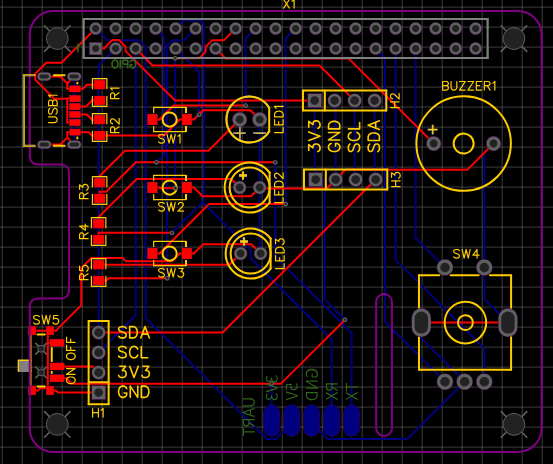 X1
GPIO
USB1
R1
R2
SW1
LED1
+
H2
3V3
GND
SCL
SDA
BUZZER1
+
R3
SW2
+
LED2
H3
R4
SW3
+
LED3
R5
SW4
SW5
ON OFF
SDA
SCL
3V3
GND
H1
UART
3V3
5V
GND
RX
TX